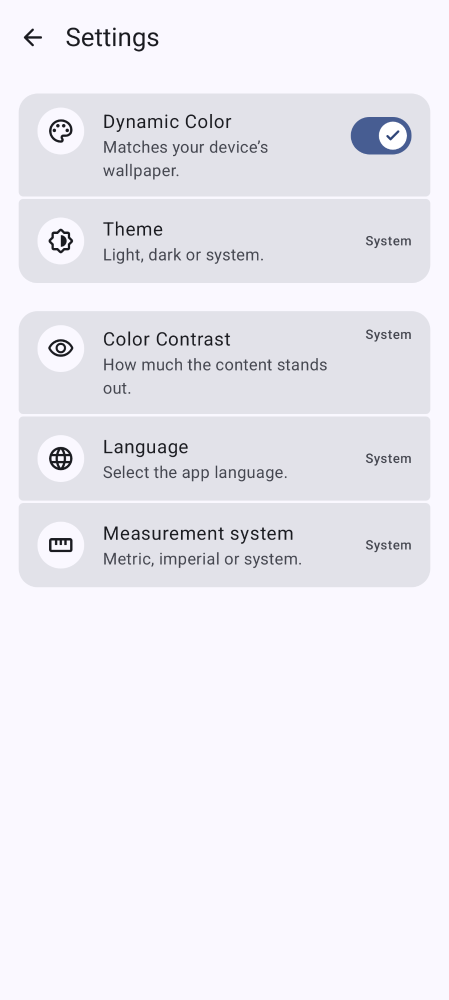 Settings
Dynamic Color
Matches your device's
wallpaper.
Theme
Light, dark or system.
System
Color Contrast
How much the content stands
out.
System
Language
Select the app language.
System
Measurement system
Metric, imperial or system.
System